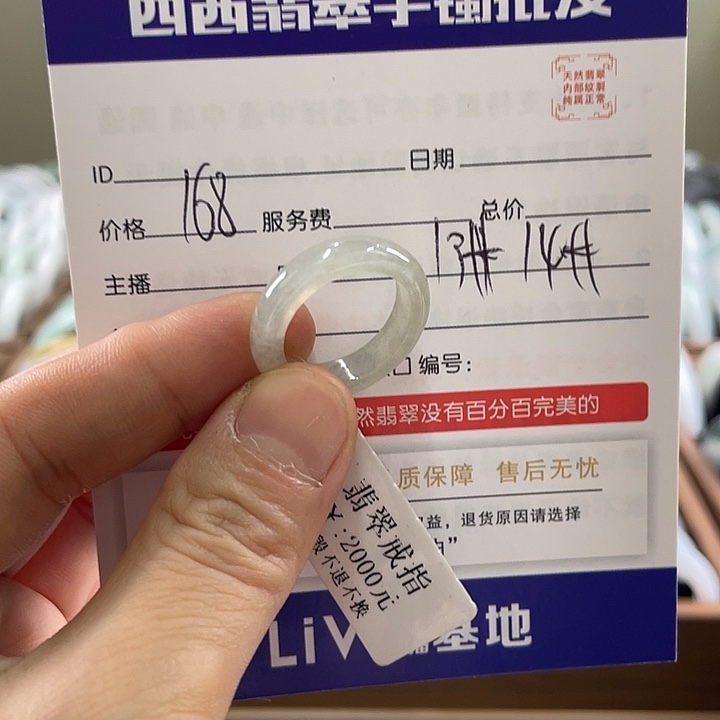 西西翡翠手镯批发
天然翡翠
内部纹裂
纯属正常
ID 日期
价格 168 服务费 总价
主播 13# 14#
口编号：
然翡翠没有百分百完美的
质保障 售后无忧
益，退货原因请选择
”
翡翠戒指
￥：2000元
不退不换
LiV 基地